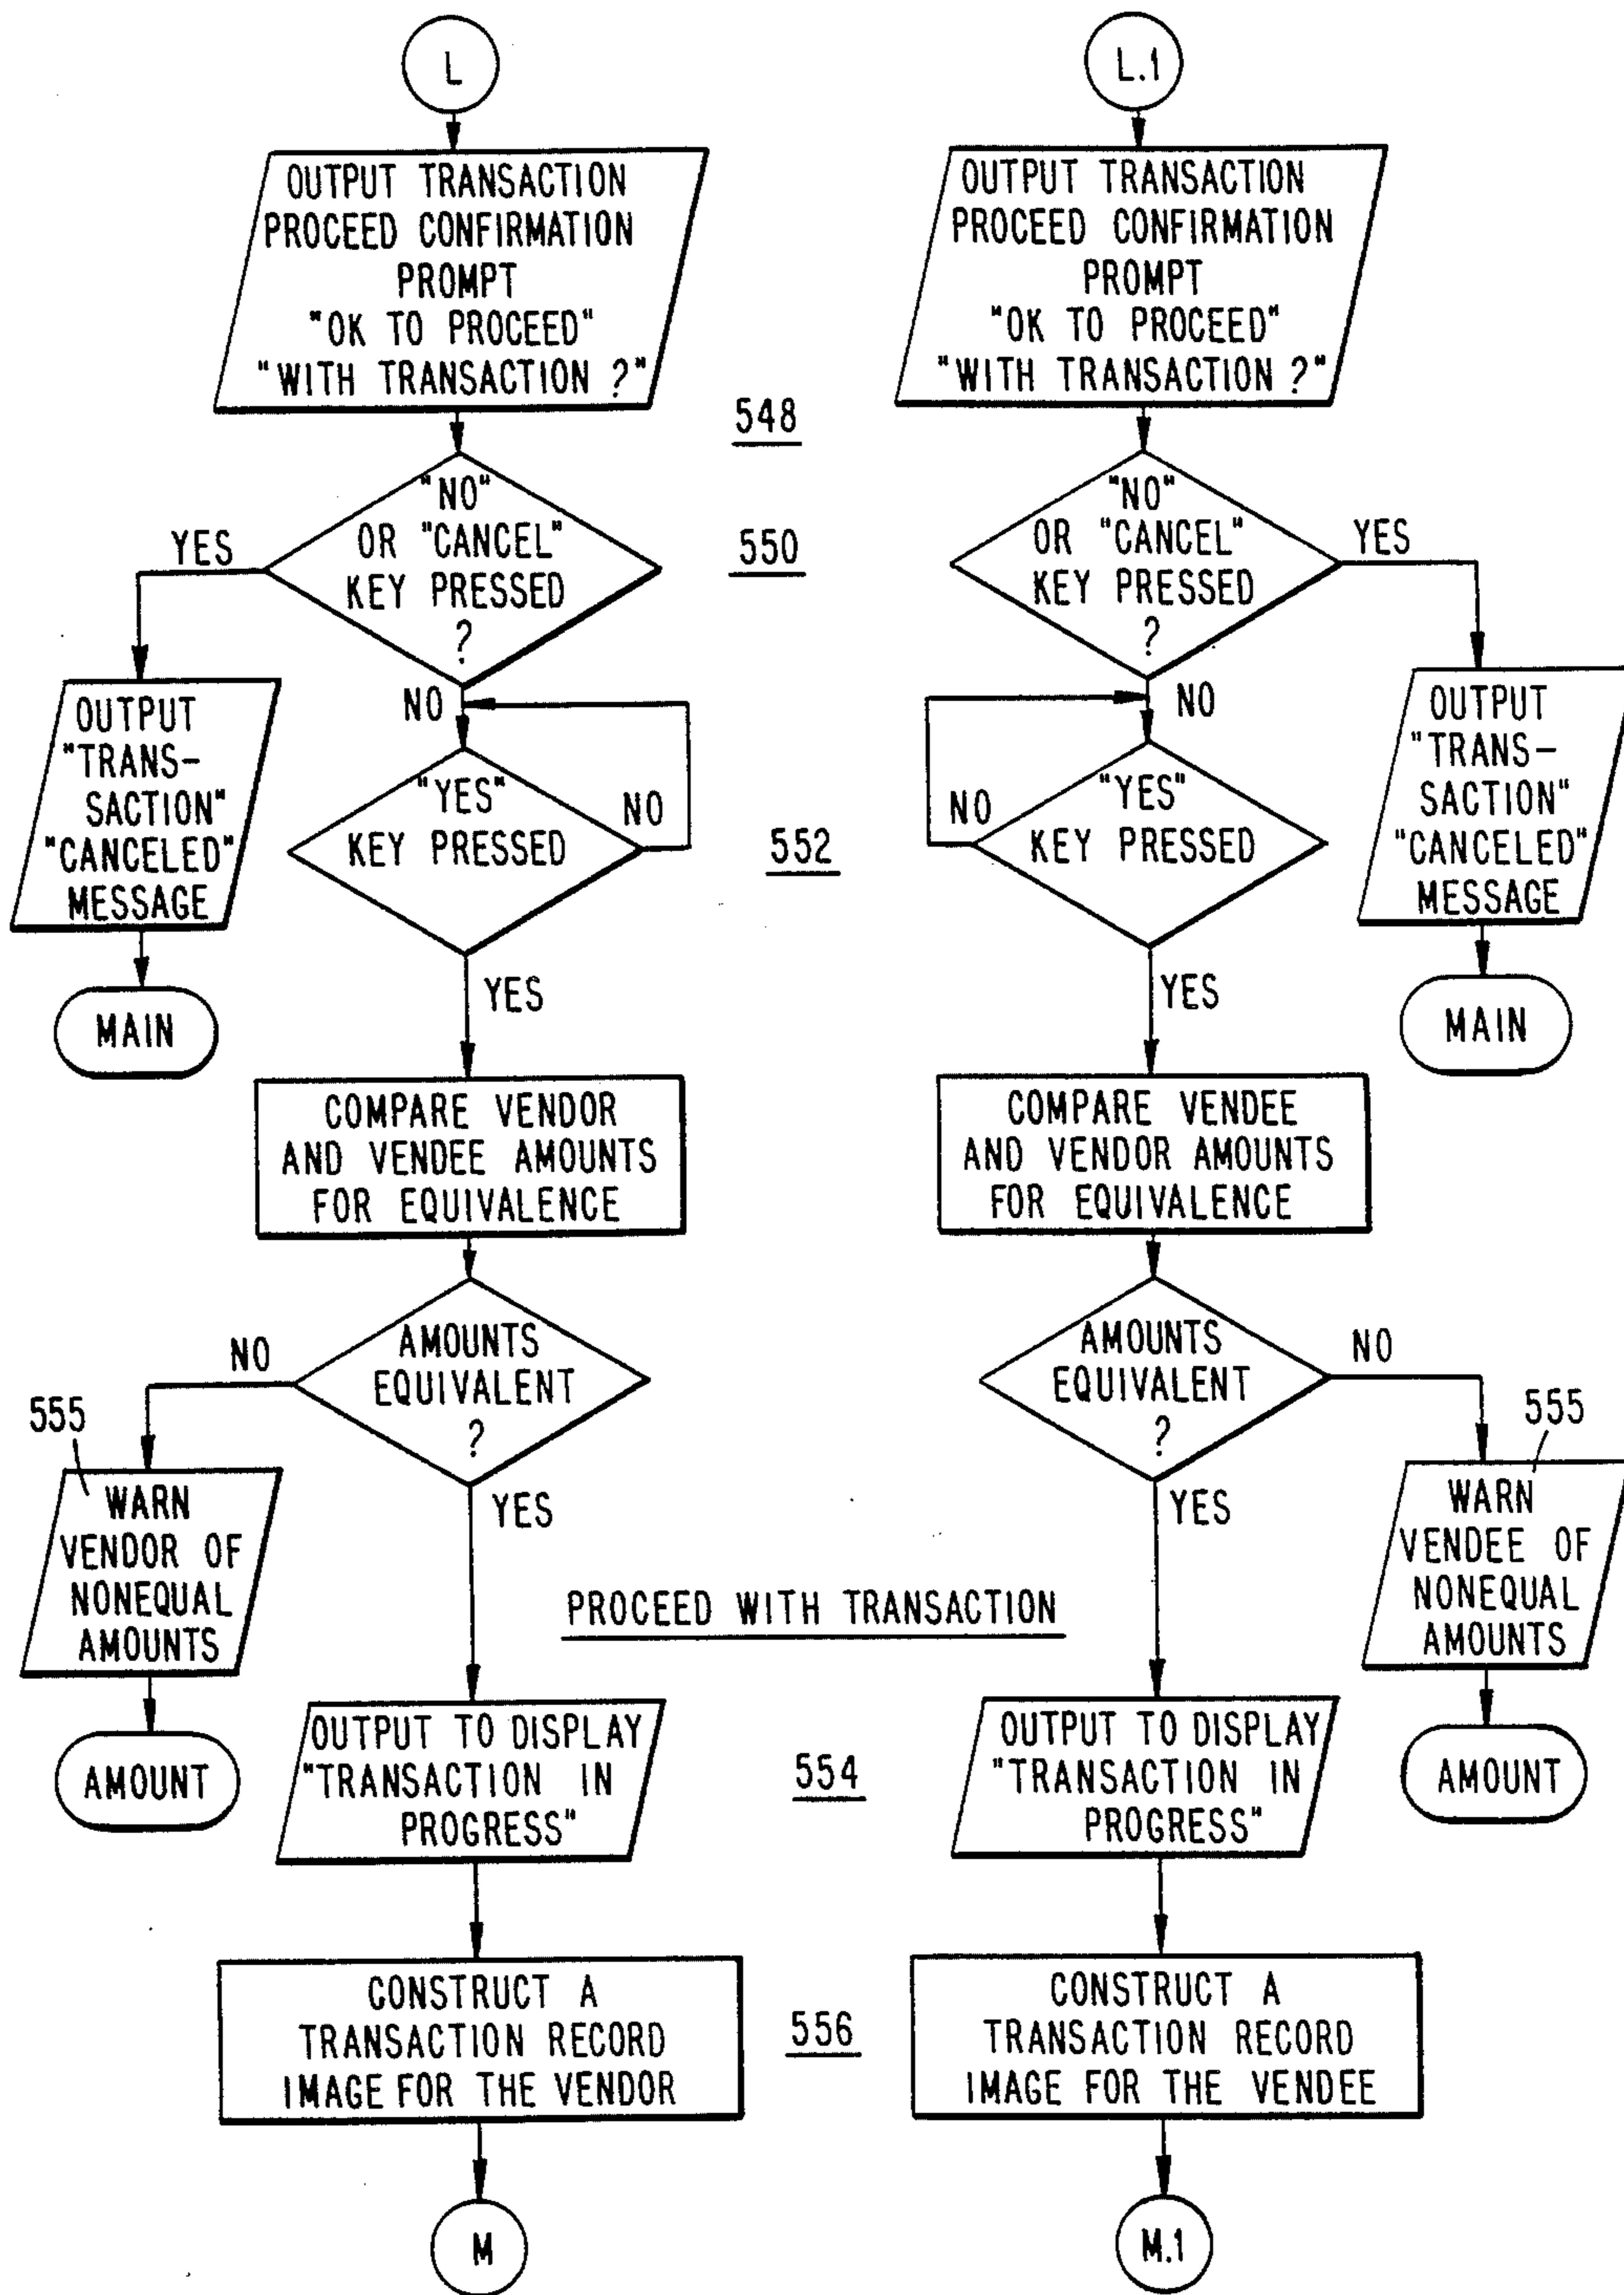 L
OUTPUT TRANSACTION
PROCEED CONFIRMATION
PROMPT
"OK TO PROCEED"
"WITH TRANSACTION ?"
"NO"
OR "CANCEL"
KEY PRESSED
?
YES
NO
OUTPUT
"TRANS-
SACTION"
"CANCELED"
MESSAGE
MAIN
"YES"
KEY PRESSED
NO
YES
COMPARE VENDOR
AND VENDEE AMOUNTS
FOR EQUIVALENCE
AMOUNTS
EQUIVALENT
?
NO
YES
555
WARN
VENDOR OF
NONEQUAL
AMOUNTS
AMOUNT
OUTPUT TO DISPLAY
"TRANSACTION IN
PROGRESS"
CONSTRUCT A
TRANSACTION RECORD
IMAGE FOR THE VENDOR
M
548
550
552
PROCEED WITH TRANSACTION
554
556
L.1
OUTPUT TRANSACTION
PROCEED CONFIRMATION
PROMPT
"OK TO PROCEED"
"WITH TRANSACTION ?"
"NO"
OR "CANCEL"
KEY PRESSED
?
YES
NO
OUTPUT
"TRANS-
SACTION"
"CANCELED"
MESSAGE
MAIN
"YES"
KEY PRESSED
NO
YES
COMPARE VENDEE
AND VENDOR AMOUNTS
FOR EQUIVALENCE
AMOUNTS
EQUIVALENT
?
NO
YES
555
WARN
VENDEE OF
NONEQUAL
AMOUNTS
AMOUNT
OUTPUT TO DISPLAY
"TRANSACTION IN
PROGRESS"
CONSTRUCT A
TRANSACTION RECORD
IMAGE FOR THE VENDEE
M.1